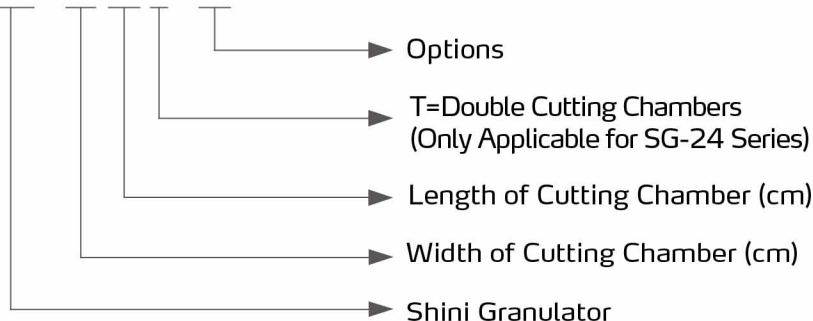 Options
T=Double Cutting Chambers
(Only Applicable for SG-24 Series)
Length of Cutting Chamber (cm)
Width of Cutting Chamber (cm)
Shini Granulator